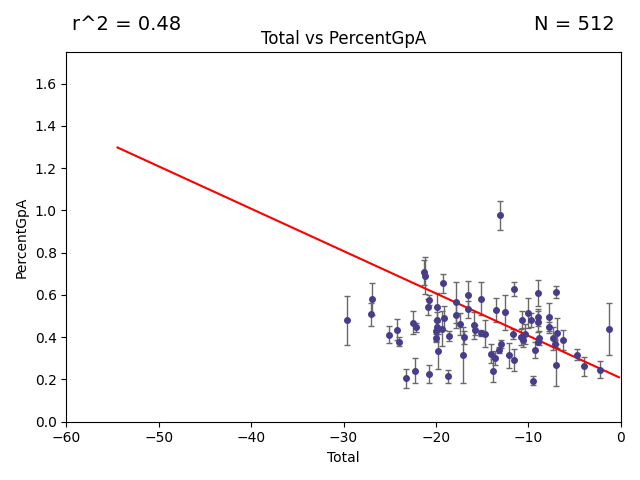 r^2 = 0.48 N = 512
Total vs PercentGpA
PercentGpA
1.6
1.4
1.2
1.0
0.8
0.6
0.4
0.2
0.0
−60 −50 −40 −30 −20 −10 0
Total